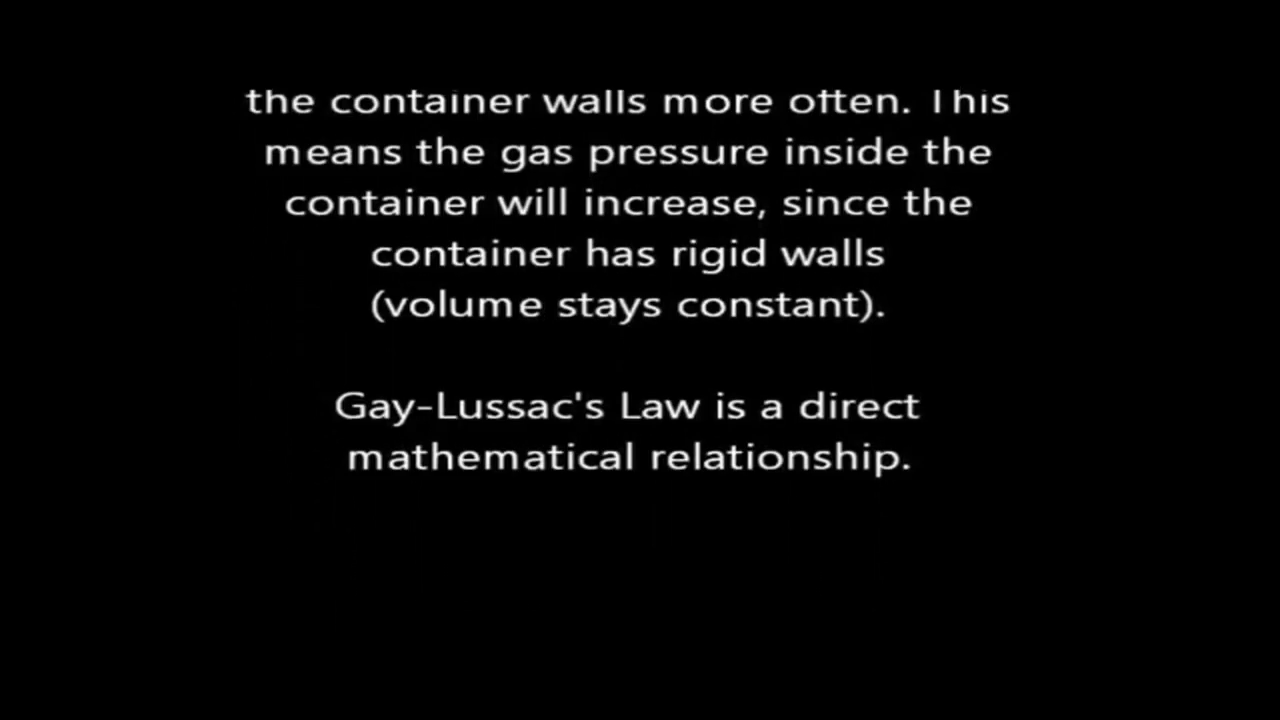 the container walls more often. This
means the gas pressure inside the
container will increase, since the
container has rigid walls
(volume stays constant).
Gay-Lussac's Law is a direct
mathematical relationship.